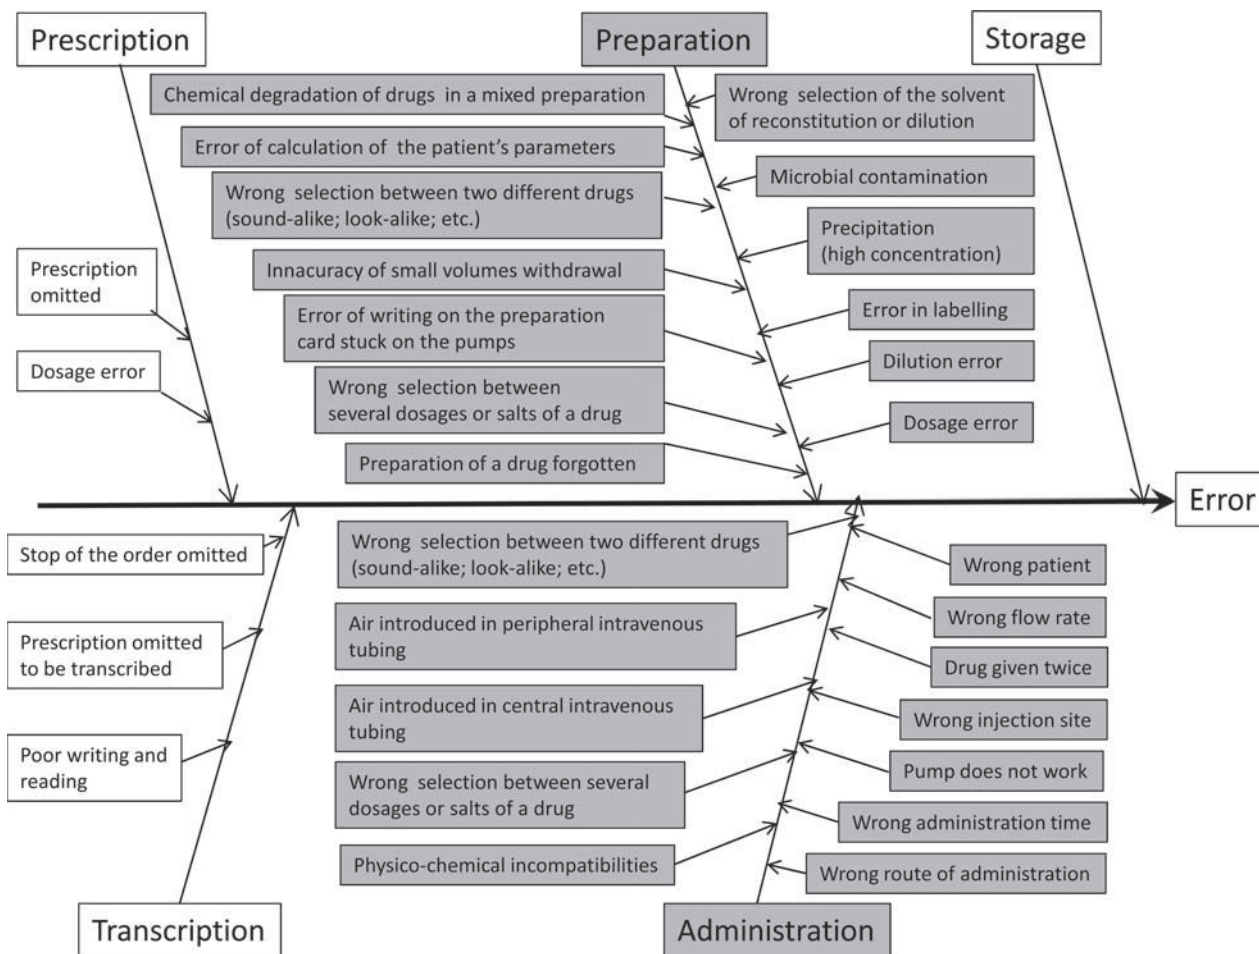 Prescription
Preparation
Storage
Chemical degradation of drugs in a mixed preparation
Error of calculation of the patient's parameters
Wrong selection between two different drugs
(sound-alike; look-alike; etc.)
Innacuracy of small volumes withdrawal
Error of writing on the preparation
card stuck on the pumps
Wrong selection between
several dosages or salts of a drug
Preparation of a drug forgotten
Wrong selection of the solvent
of reconstitution or dilution
Microbial contamination
Precipitation
(high concentration)
Error in labelling
Dilution error
Dosage error
Prescription
omitted
Dosage error
Error
Stop of the order omitted
Prescription omitted
to be transcribed
Poor writing and
reading
Wrong selection between two different drugs
(sound-alike; look-alike; etc.)
Air introduced in peripheral intravenous
tubing
Air introduced in central intravenous
tubing
Wrong selection between several
dosages or salts of a drug
Physico-chemical incompatibilities
Wrong patient
Wrong flow rate
Drug given twice
Wrong injection site
Pump does not work
Wrong administration time
Wrong route of administration
Transcription
Administration